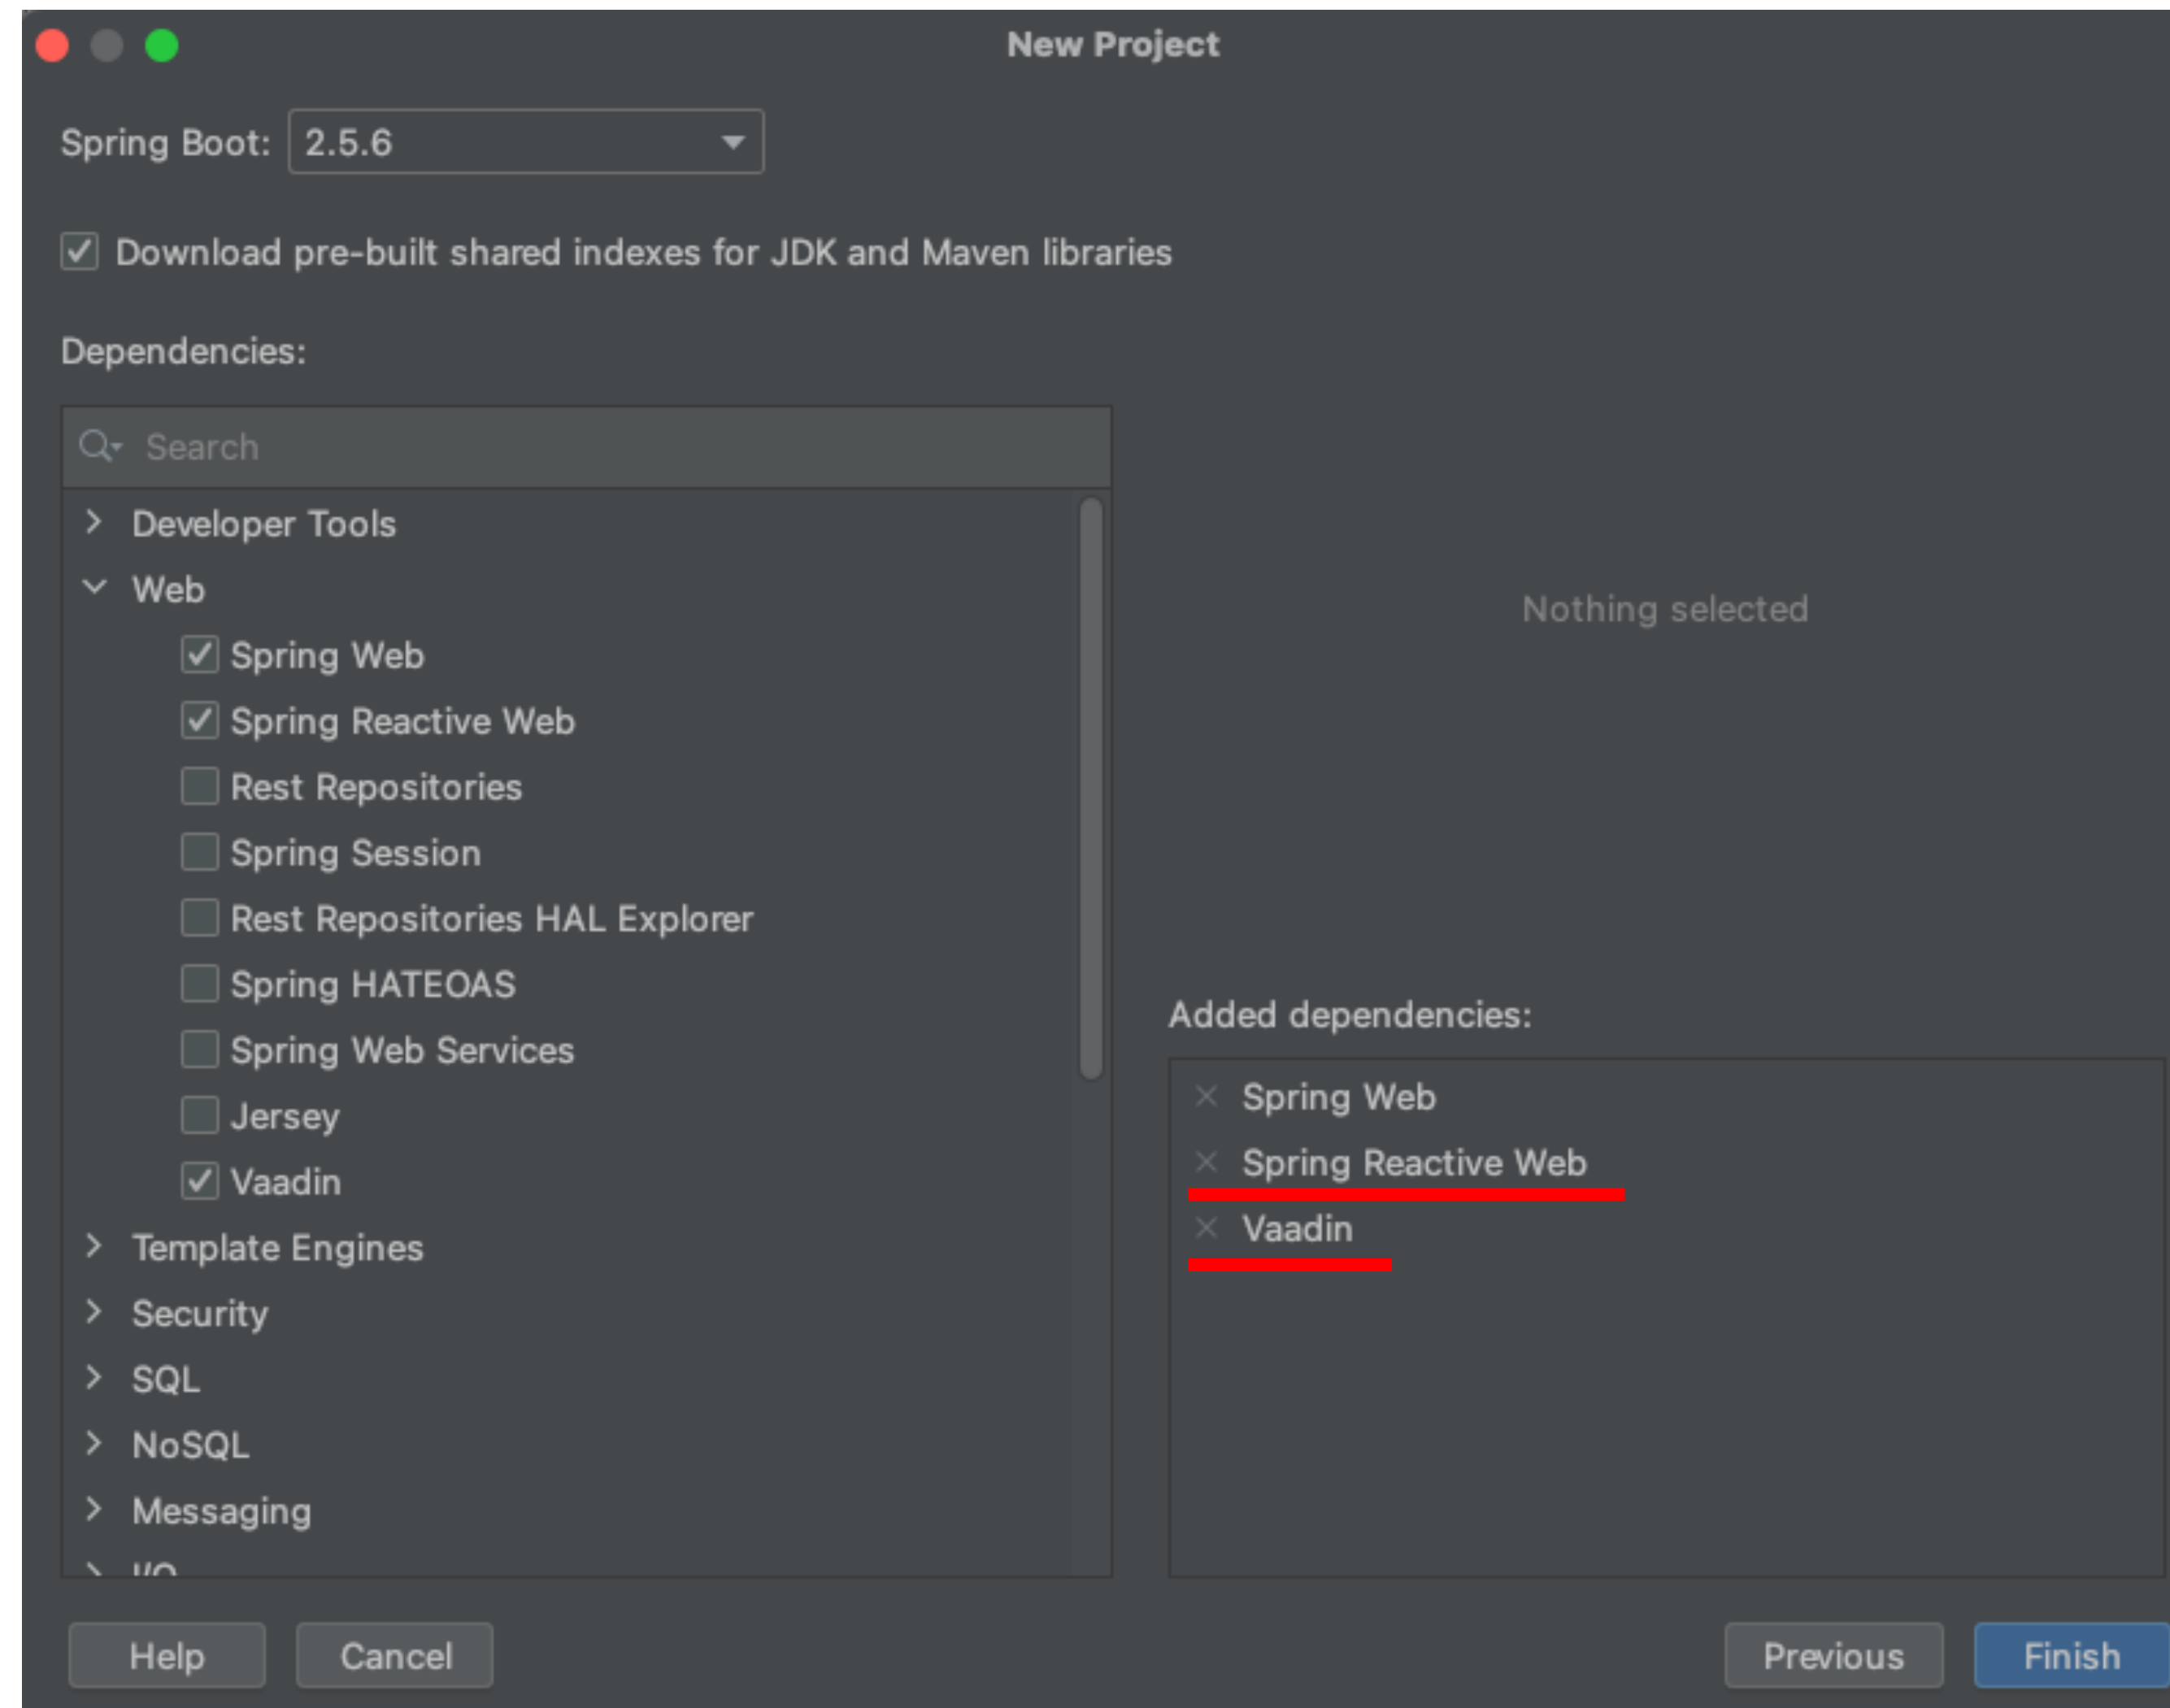 New Project
Spring Boot: 2.5.6
Download pre-built shared indexes for JDK and Maven libraries
Dependencies:
Search
Developer Tools
Web
Spring Web
Spring Reactive Web
Rest Repositories
Spring Session
Rest Repositories HAL Explorer
Spring HATEOAS
Spring Web Services
Jersey
Vaadin
Template Engines
Security
SQL
NoSQL
Messaging
I/O
Nothing selected
Added dependencies:
Spring Web
Spring Reactive Web
Vaadin
Help
Cancel
Previous
Finish